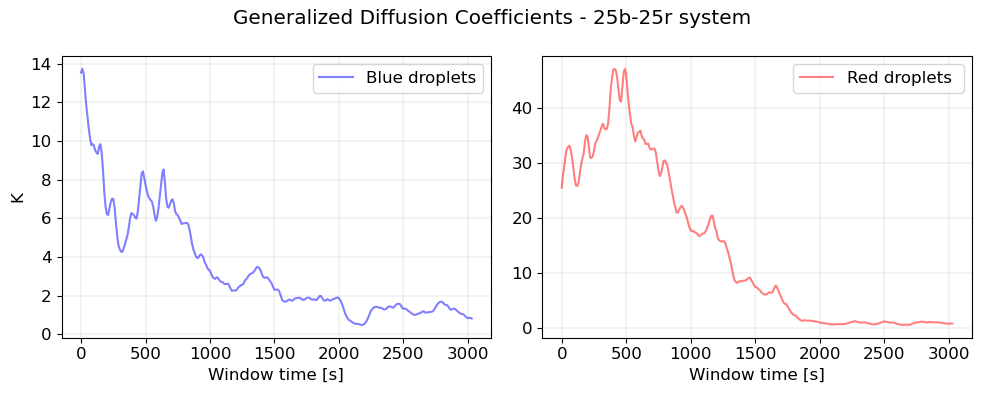 Generalized Diffusion Coefficients - 25b-25r system
Blue droplets
K
14
12
10
8
6
4
2
0
0 500 1000 1500 2000 2500 3000
Window time [s]
Red droplets
40
30
20
10
0
0 500 1000 1500 2000 2500 3000
Window time [s]